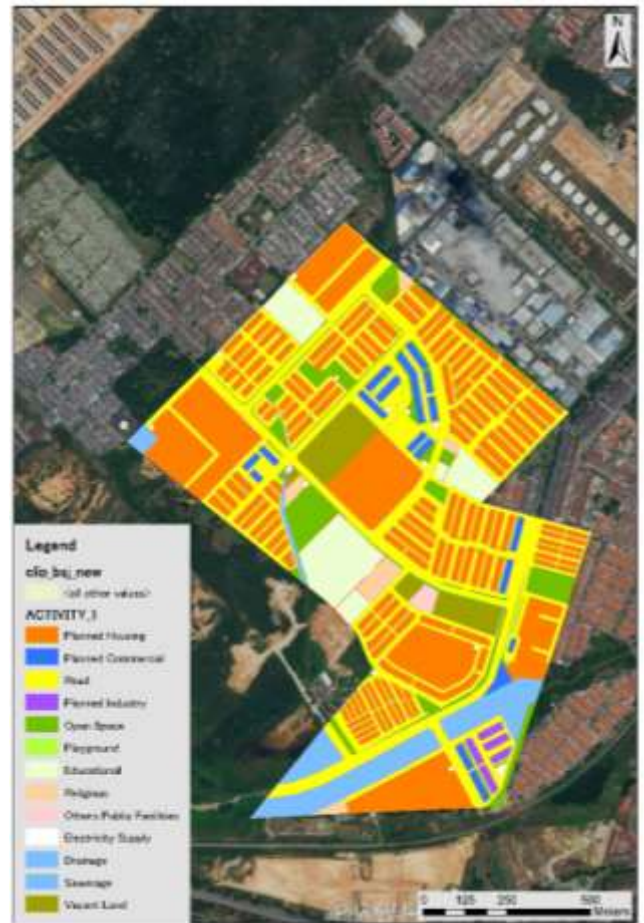 N
Legend
<all other values>
ACTIVITY_1
Planned Housing
Planned Commercial
Road
Planned Industry
Open Space
Playground
Educational
Religious
Others Public Facilities
Electricity Supply
Drainage
Sewerage
Vacant Land
0 125 250 500
Meters